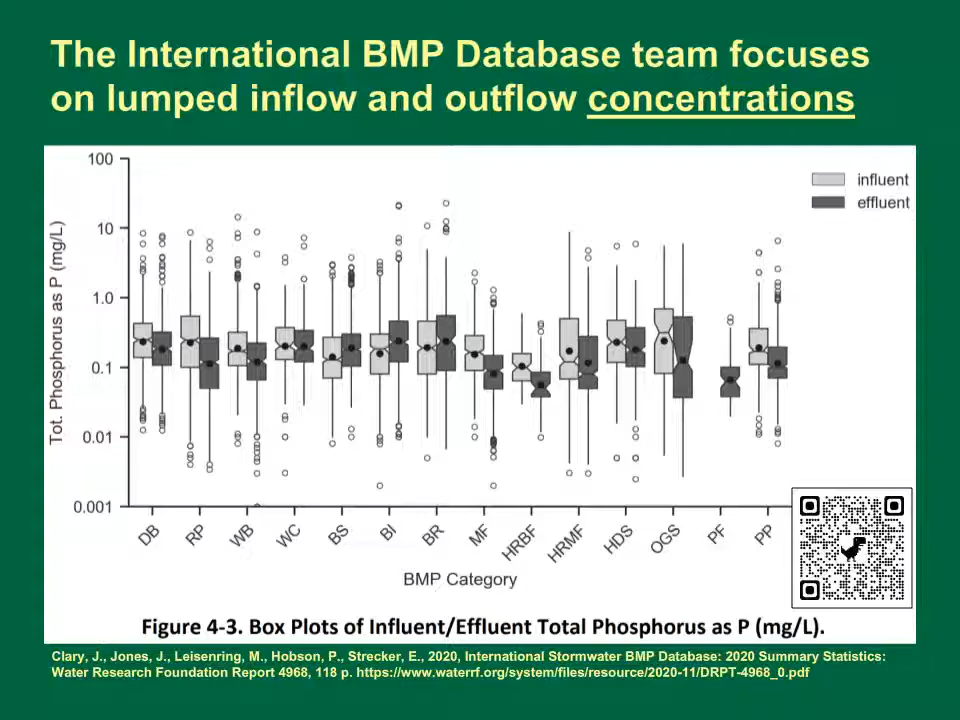 The International BMP Database team focuses
on lumped inflow and outflow concentrations
100
10
1.0
0.1
0.01
0.001
Tot. Phosphorus as P (mg/L)
influent
effluent
DB
RP
WB
WC
BS
BI
BR
MF
HRBF
HRMF
HDS
OGS
PF
PP
BMP Category
Figure 4-3. Box Plots of Influent/Effluent Total Phosphorus as P (mg/L).
Clary, J., Jones, J., Leisenring, M., Hobson, P., Strecker, E., 2020, International Stormwater BMP Database: 2020 Summary Statistics:
Water Research Foundation Report 4968, 118 p. https://www.waterrf.org/system/files/resource/2020-11/DRPT-4968_0.pdf